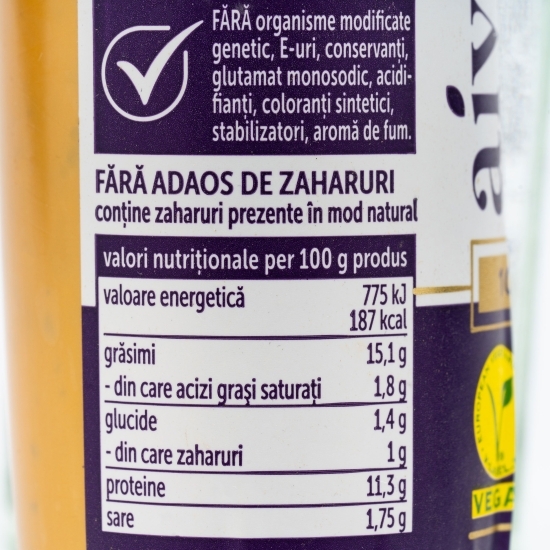 FĂRĂ organisme modificate
genetic, E-uri, conservanți,
glutamat monosodic, acidi-
fianți, coloranți sintetici,
stabilizatori, aromă de fum.
FĂRĂ ADAOS DE ZAHARURI
conține zaharuri prezente în mod natural
valori nutriționale per 100 g produs
valoare energetică 775 kJ
187 kcal
grăsimi 15,1 g
- din care acizi grași saturați 1,8 g
glucide 1,4 g
- din care zaharuri 1 g
proteine 11,3 g
sare 1,75 g